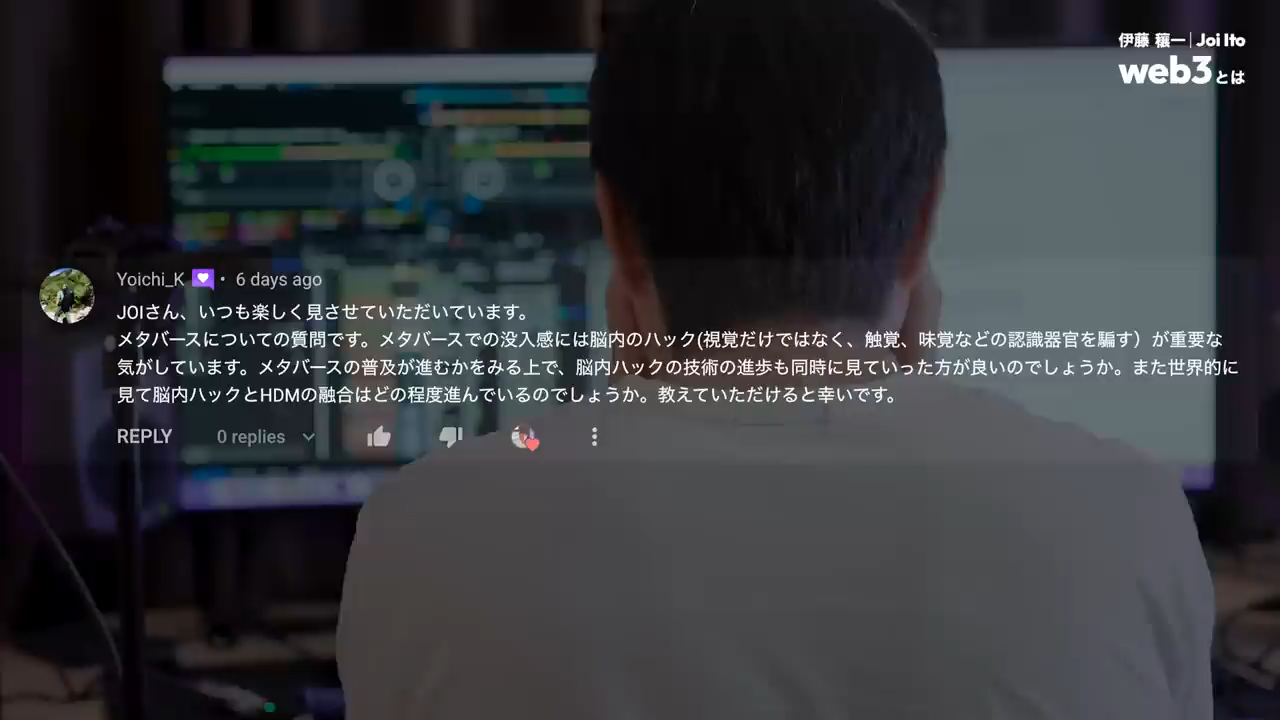 伊藤 穰一 | Joi Ito
web3とは
Yoichi_K • 6 days ago
JOIさん、いつも楽しく見させていただいています。
メタバースについての質問です。メタバースでの没入感には脳内のハック(視覚だけではなく、触覚、味覚などの認識器官を騙す）が重要な
気がしています。メタバースの普及が進むかをみる上で、脳内ハックの技術の進歩も同時に見ていった方が良いのでしょうか。また世界的に
見て脳内ハックとHDMの融合はどの程度進んでいるのでしょうか。教えていただけると幸いです。
REPLY 0 replies